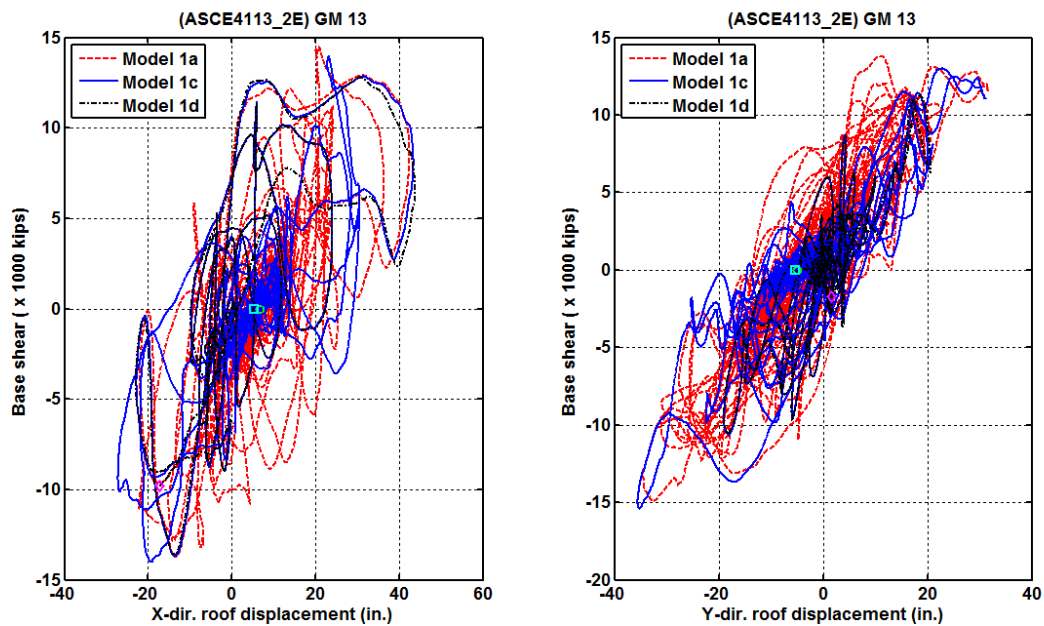 (ASCE4113_2E) GM 13
15
10
5
0
-5
-10
-15
-40
-20
0
20
40
60
Base shear ( x 1000 kips)
X-dir. roof displacement (in.)
Model 1a
Model 1c
Model 1d
(ASCE4113_2E) GM 13
15
10
5
0
-5
-10
-15
-20
-40
-20
0
20
40
Base shear ( x 1000 kips)
Y-dir. roof displacement (in.)
Model 1a
Model 1c
Model 1d